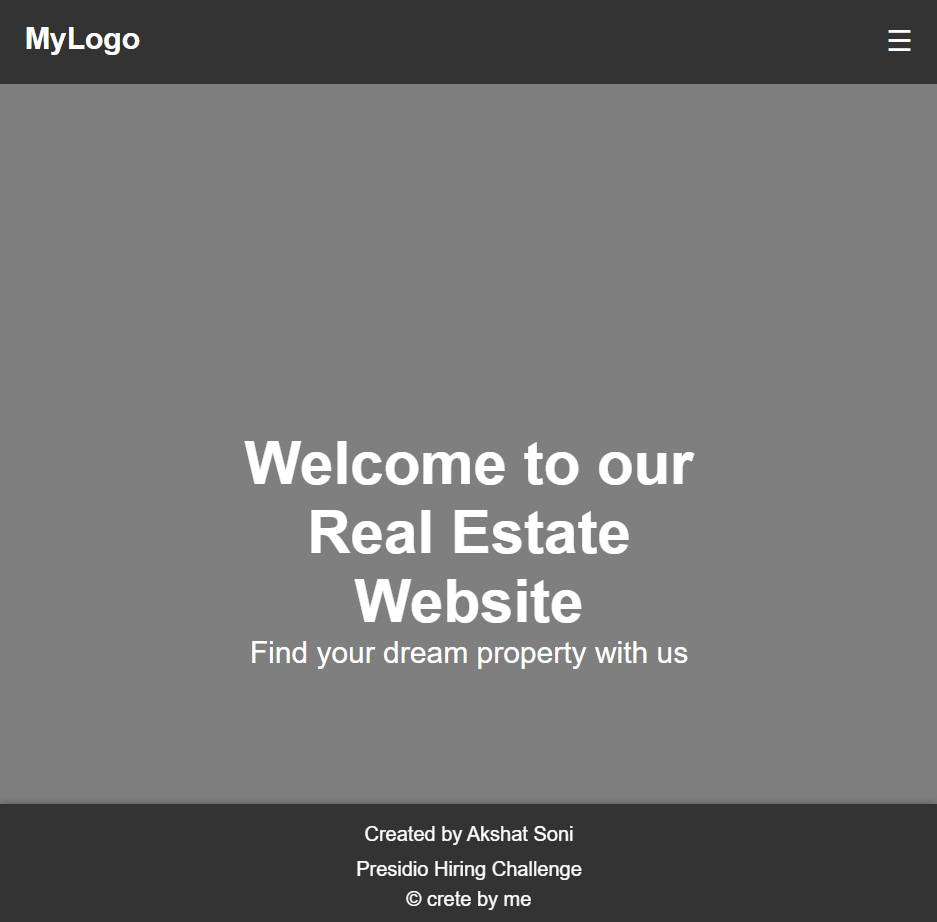 MyLogo
☰
Welcome to our
Real Estate
Website
Find your dream property with us
Created by Akshat Soni
Presidio Hiring Challenge
© crete by me